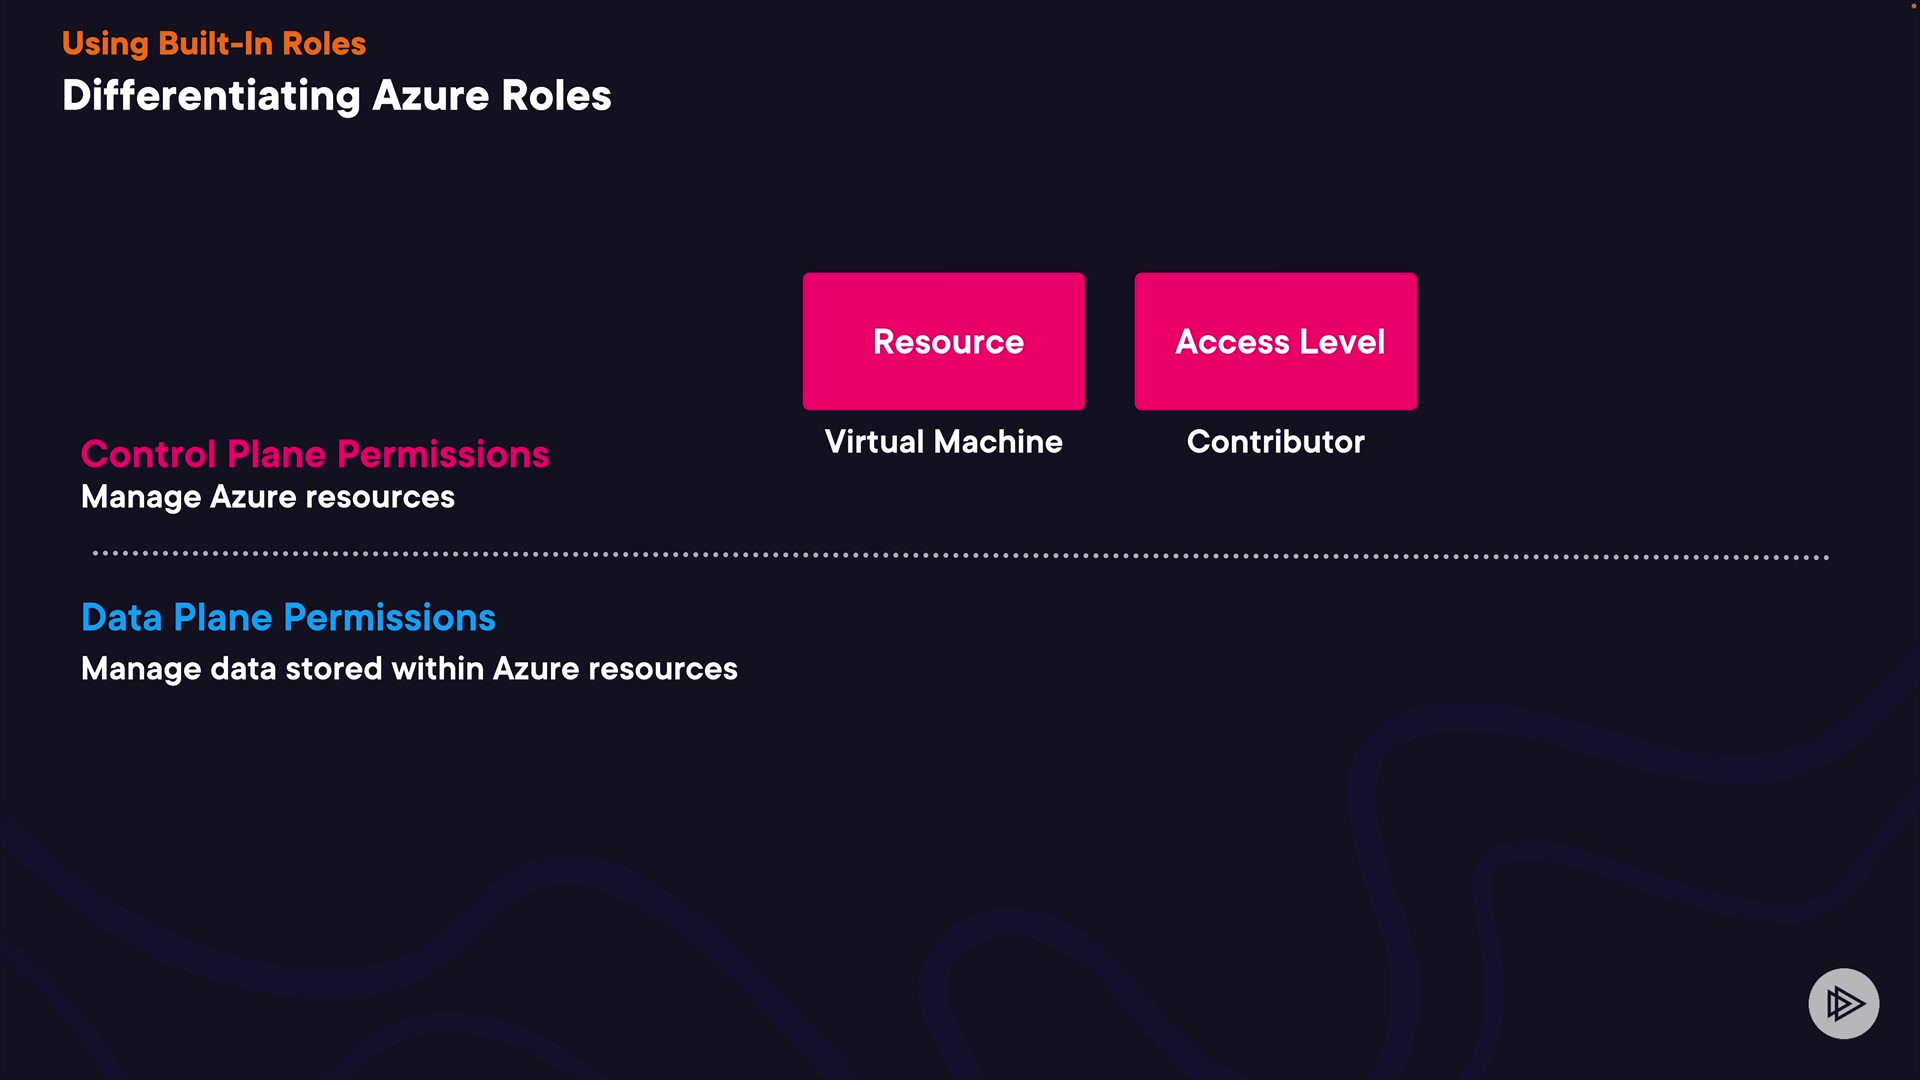 Using Built-In Roles
Differentiating Azure Roles
Resource
Access Level
Virtual Machine
Contributor
Control Plane Permissions
Manage Azure resources
Data Plane Permissions
Manage data stored within Azure resources